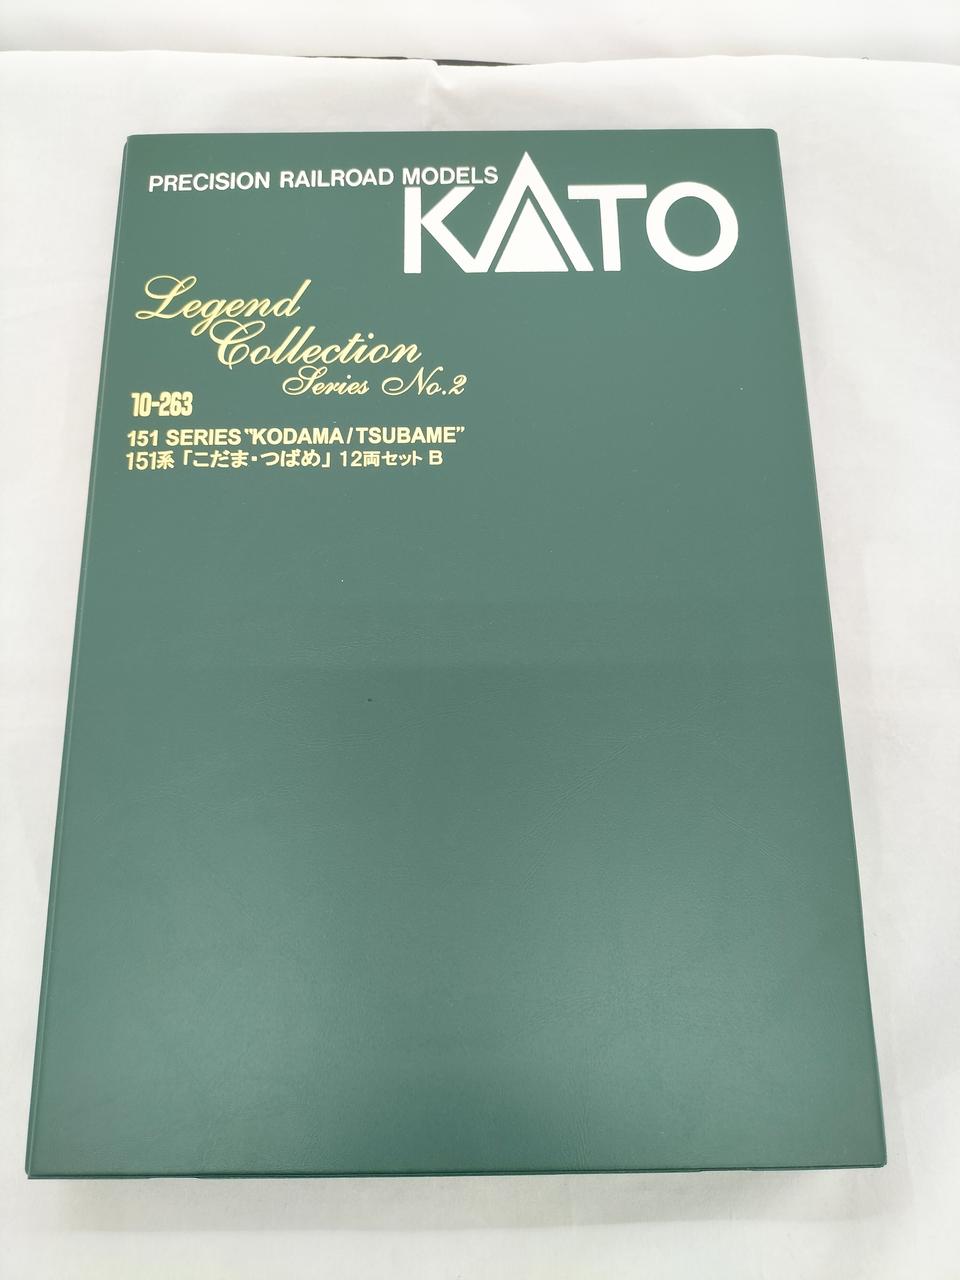 PRECISION RAILROAD MODELS
KATO
Legend
Collection
Series No.2
10-263
151 SERIES "KODAMA/TSUBAME"
151系「こだま・つばめ」12両セットB